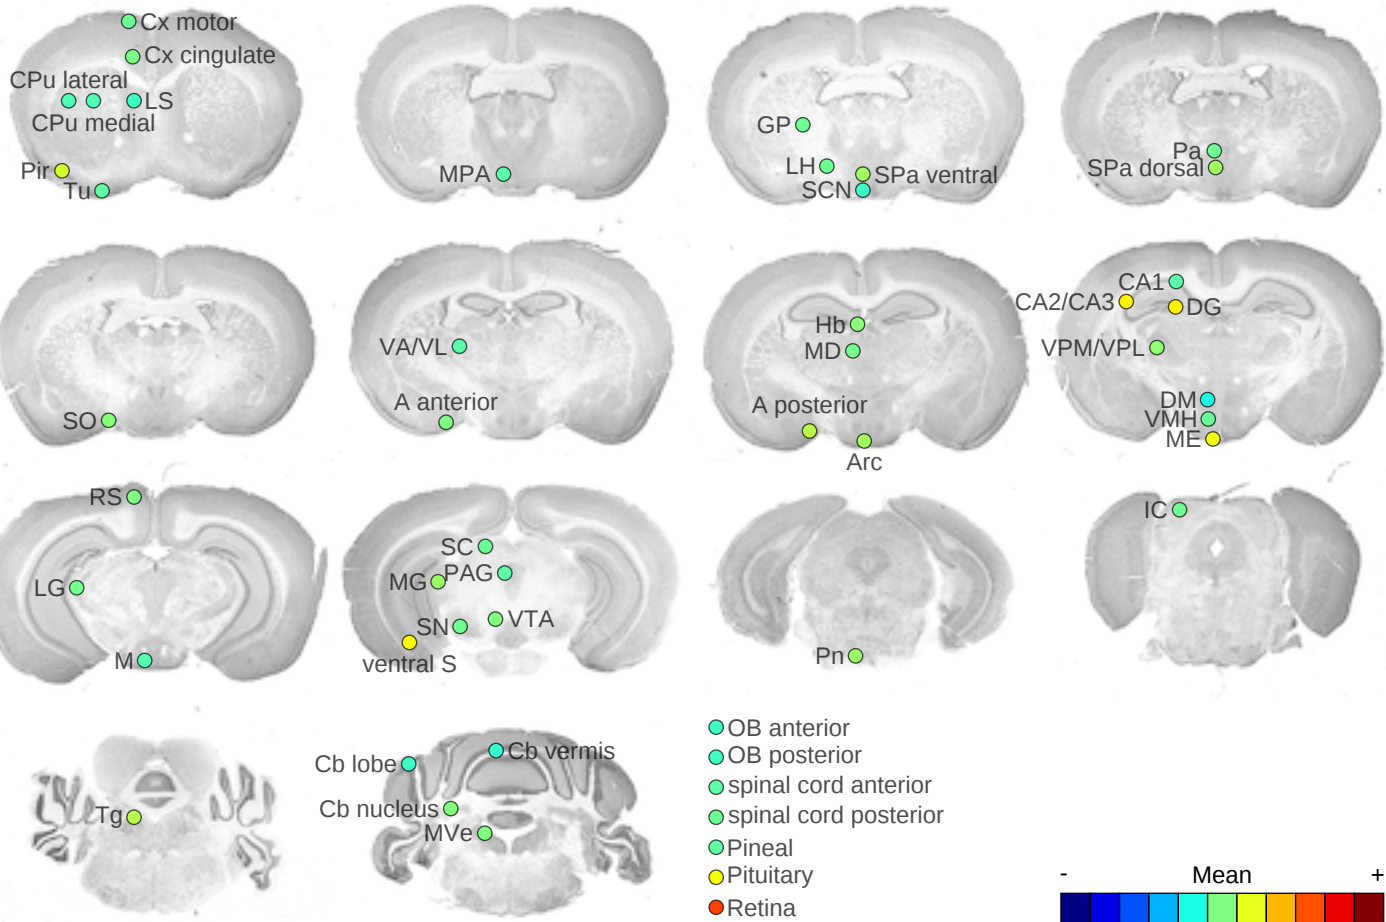 Cx motor
Cx cingulate
CPu lateral
LS
CPu medial
Pir
Tu
MPA
GP
LH
SPa ventral
SCN
Pa
SPa dorsal
SO
VA/VL
A anterior
Hb
MD
A posterior
Arc
CA1
CA2/CA3
DG
VPM/VPL
DM
VMH
ME
RS
LG
M
SC
PAG
MG
VTA
SN
ventral S
Pn
IC
Tg
Cb vermis
Cb lobe
Cb nucleus
MVe
OB anterior
OB posterior
spinal cord anterior
spinal cord posterior
Pineal
Pituitary
Retina
- Mean +